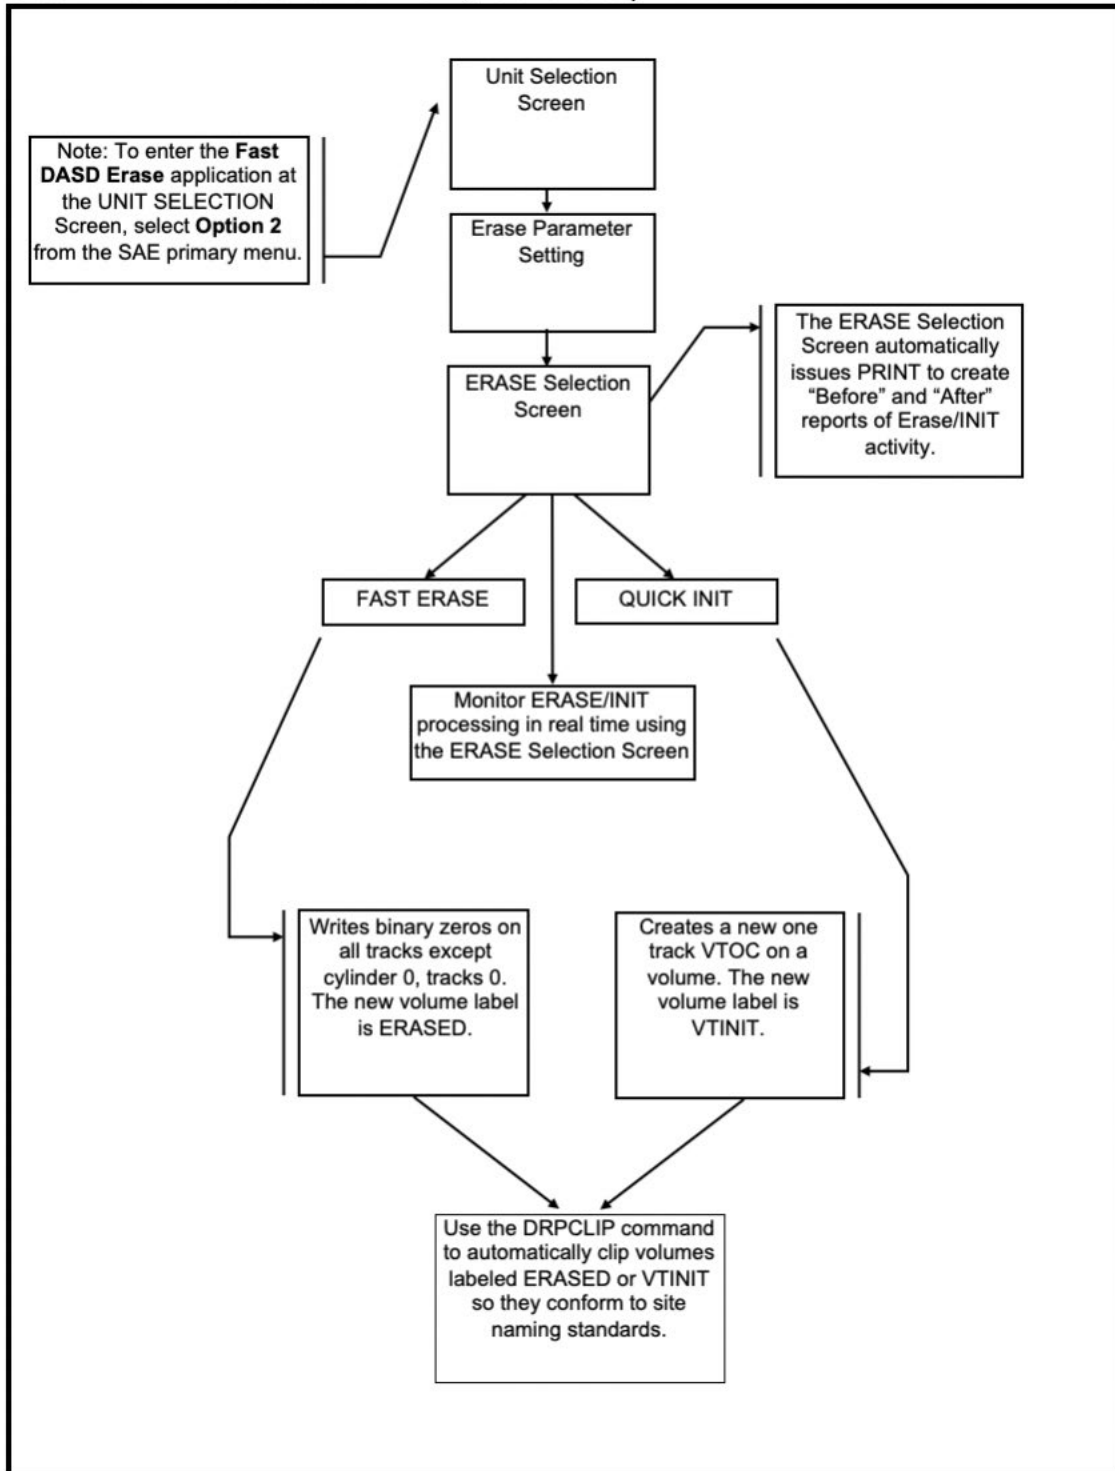 Unit Selection
Screen
Note: To enter the Fast
DASD Erase application at
the UNIT SELECTION
Screen, select Option 2
from the SAE primary menu.
Erase Parameter
Setting
The ERASE Selection
Screen automatically
issues PRINT to create
“Before” and “After”
reports of Erase/INIT
activity.
ERASE Selection
Screen
FAST ERASE
QUICK INIT
Monitor ERASE/INIT
processing in real time using
the ERASE Selection Screen
Writes binary zeros on
all tracks except
cylinder 0, tracks 0.
The new volume label
is ERASED.
Creates a new one
track VTOC on a
volume. The new
volume label is
VTINIT.
Use the DRPCLIP command
to automatically clip volumes
labeled ERASED or VTINIT
so they conform to site
naming standards.